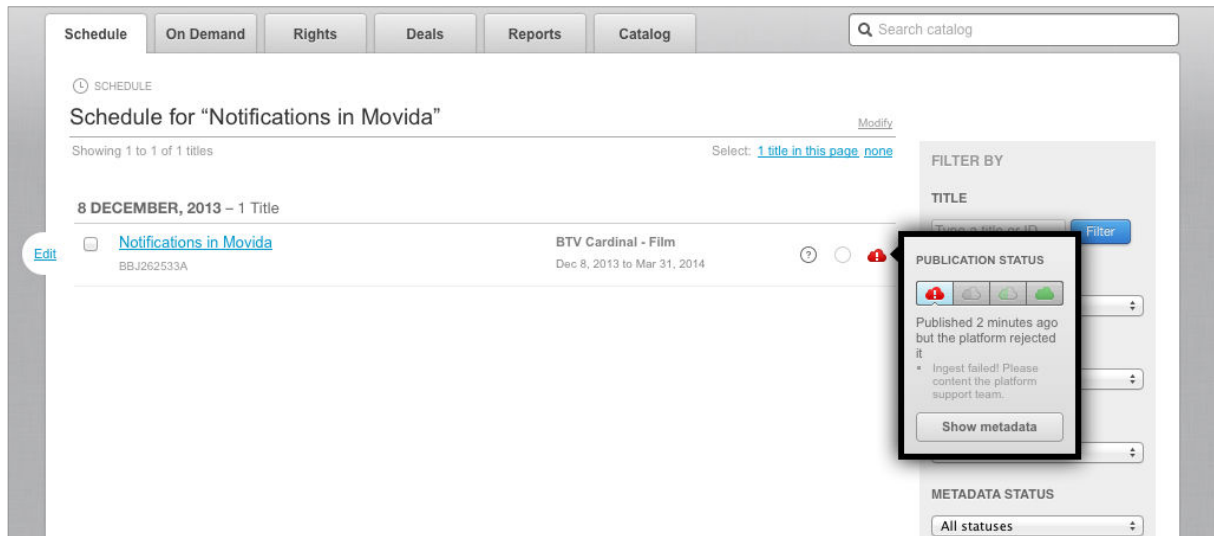 Schedule
On Demand
Rights
Deals
Reports
Catalog
Search catalog
SCHEDULE
Schedule for “Notifications in Movida”
Modify
Showing 1 to 1 of 1 titles
Select: 1 title in this page none
FILTER BY
TITLE
Type a title or ID
Filter
8 DECEMBER, 2013 – 1 Title
Edit
Notifications in Movida
BBJ262533A
BTV Cardinal - Film
Dec 8, 2013 to Mar 31, 2014
?
PUBLICATION STATUS
Published 2 minutes ago
but the platform rejected
it
Ingest failed! Please
content the platform
support team.
Show metadata
METADATA STATUS
All statuses